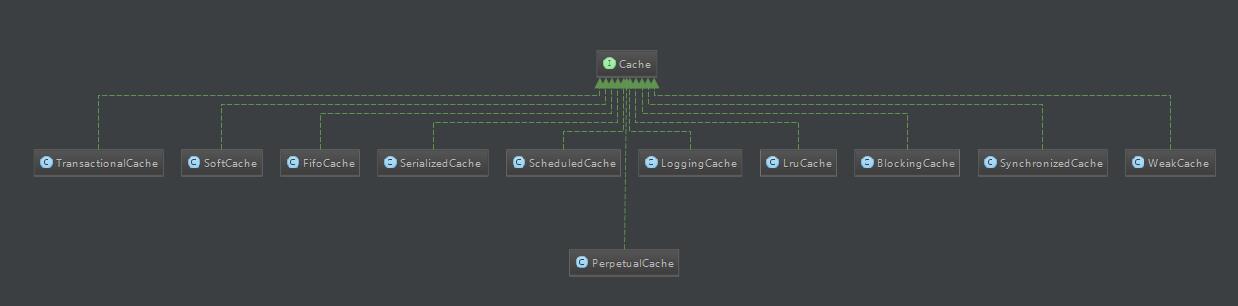 I Cache
C TransactionalCache
C SoftCache
C FifoCache
C SerializedCache
C ScheduledCache
C LoggingCache
C LruCache
C BlockingCache
C SynchronizedCache
C WeakCache
C PerpetualCache